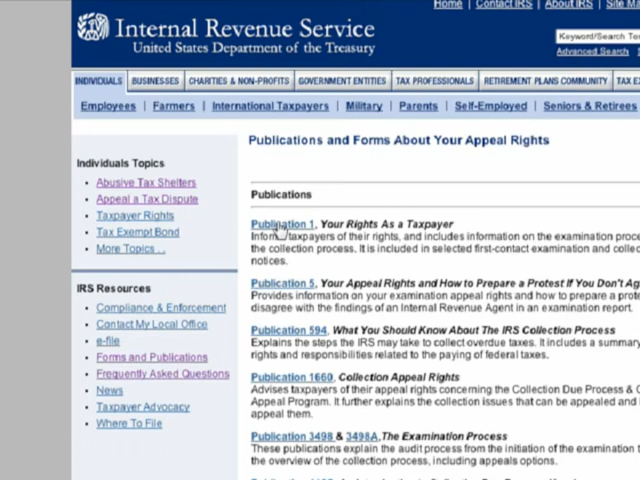 Home | Contact IRS | About IRS | Site
Internal Revenue Service
United States Department of the Treasury
Keyword/Search
Advanced Search
INDIVIDUALS BUSINESSES CHARITIES & NON-PROFITS GOVERNMENT ENTITIES TAX PROFESSIONALS RETIREMENT PLANS COMMUNITY TAX
Employees | Farmers | International Taxpayers | Military | Parents | Self-Employed | Seniors & Retirees
Publications and Forms About Your Appeal Rights
Individuals Topics
• Abusive Tax Shelters
• Appeal a Tax Dispute
• Taxpayer Rights
• Tax Exempt Bond
• More Topics . .
IRS Resources
• Compliance & Enforcement
• Contact My Local Office
• e-file
• Forms and Publications
• Frequently Asked Questions
• News
• Taxpayer Advocacy
• Where To File
Publications
Publication 1, Your Rights As a Taxpayer
taxpayers of their rights, and includes information on the examination
the collection process. It is included in selected first-contact examination and
notices.
Publication 5, Your Appeal Rights and How to Prepare a Protest If You Don't
Provides information on your examination appeal rights and how to prepare a
disagree with the findings of an Internal Revenue Agent in an examination report.
Publication 594, What You Should Know About The IRS Collection Process
Explains the steps the IRS may take to collect overdue taxes. It includes a summary
rights and responsibilities related to the paying of federal taxes.
Publication 1660, Collection Appeal Rights
Advises taxpayers of their appeal rights concerning the Collection Due Process &
Appeal Program. It further explains the collection issues that can be appealed and
appeal them.
Publication 3498 & 3498A, The Examination Process
These publications explain the audit process from the initiation of the examination
the overview of the collection process, including appeals options.